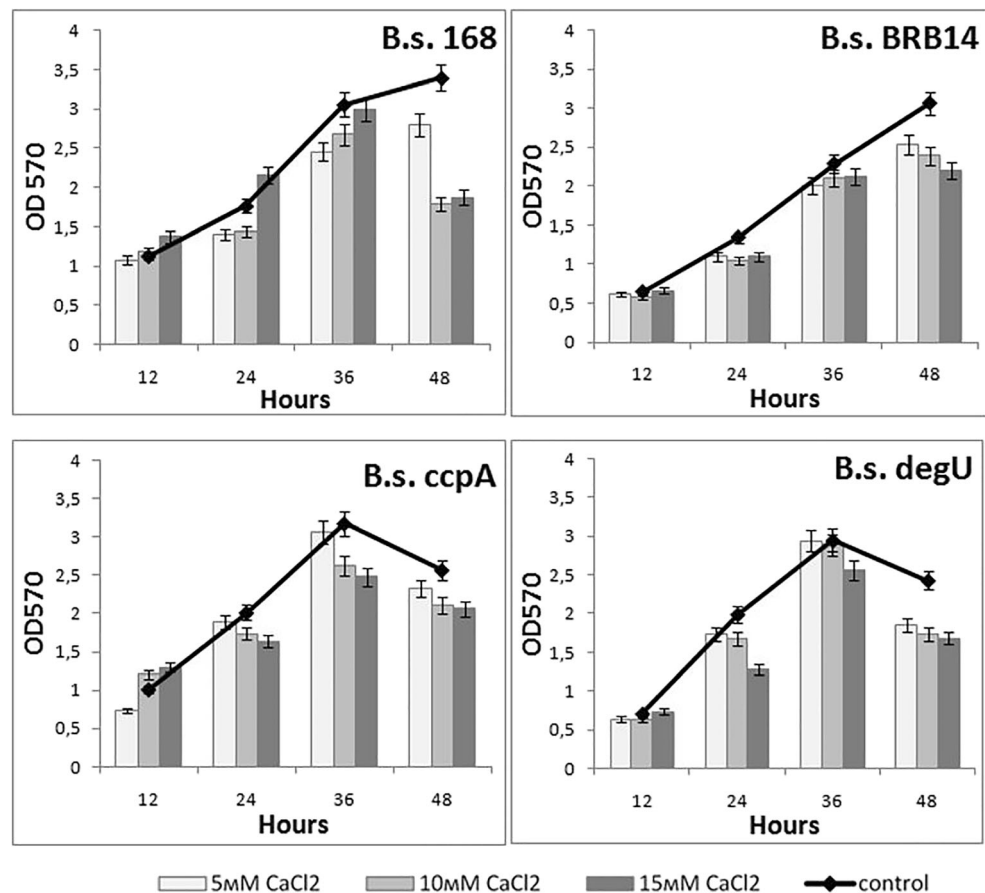 B.s. 168
4
3,5
3
2,5
2
1,5
1
0,5
0
OD 570
12 24 36 48
Hours
B.s. BRB14
4
3,5
3
2,5
2
1,5
1
0,5
0
OD570
12 24 36 48
Hours
B.s. ccpA
4
3,5
3
2,5
2
1,5
1
0,5
0
OD570
12 24 36 48
Hours
B.s. degU
4
3,5
3
2,5
2
1,5
1
0,5
0
OD570
12 24 36 48
Hours
5мM CaCl2 10мM CaCl2 15мM CaCl2 control